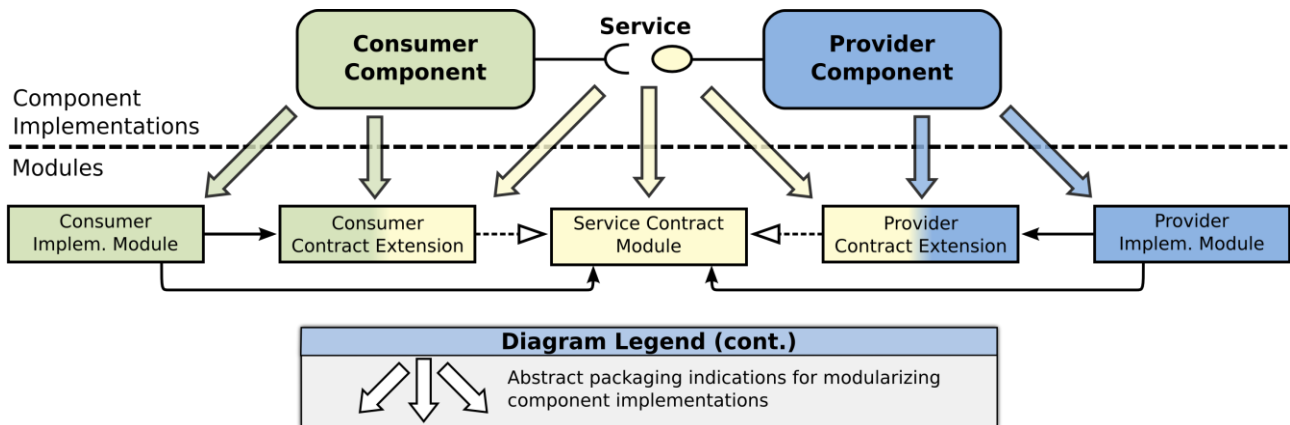 Service
Consumer
Component
Provider
Component
Component
Implementations
Modules
Consumer
Implem. Module
Consumer
Contract Extension
Service Contract
Module
Provider
Contract Extension
Provider
Implem. Module
Diagram Legend (cont.)
Abstract packaging indications for modularizing
component implementations